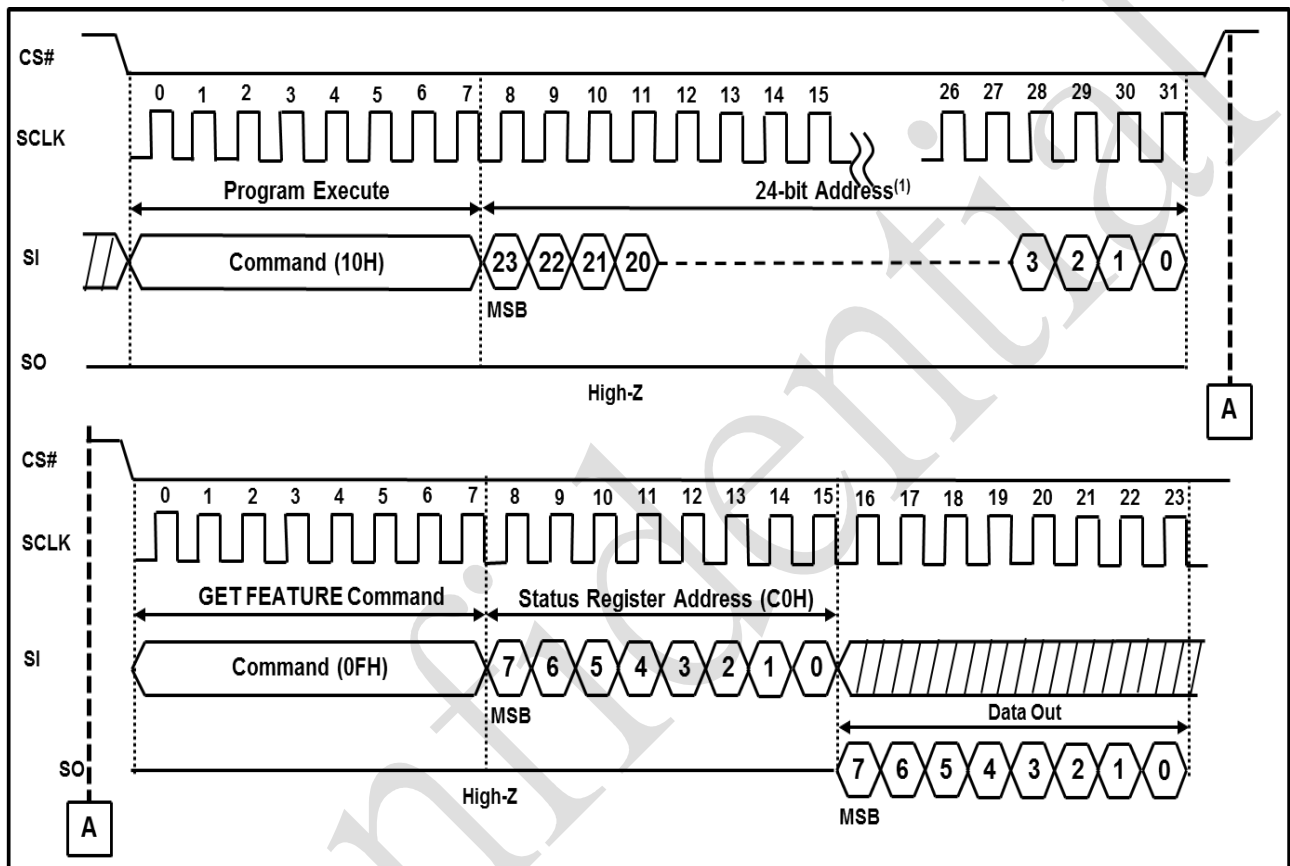 CS#
0 1 2 3 4 5 6 7 8 9 10 11 12 13 14 15 26 27 28 29 30 31
SCLK
Program Execute 24-bit Address(1)
SI Command (10H) 23 22 21 20 3 2 1 0
MSB
SO
High-Z
A
CS#
0 1 2 3 4 5 6 7 8 9 10 11 12 13 14 15 16 17 18 19 20 21 22 23
SCLK
GET FEATURE Command Status Register Address (C0H)
SI Command (0FH) 7 6 5 4 3 2 1 0
MSB Data Out
SO 7 6 5 4 3 2 1 0
High-Z
MSB
A
nfidential